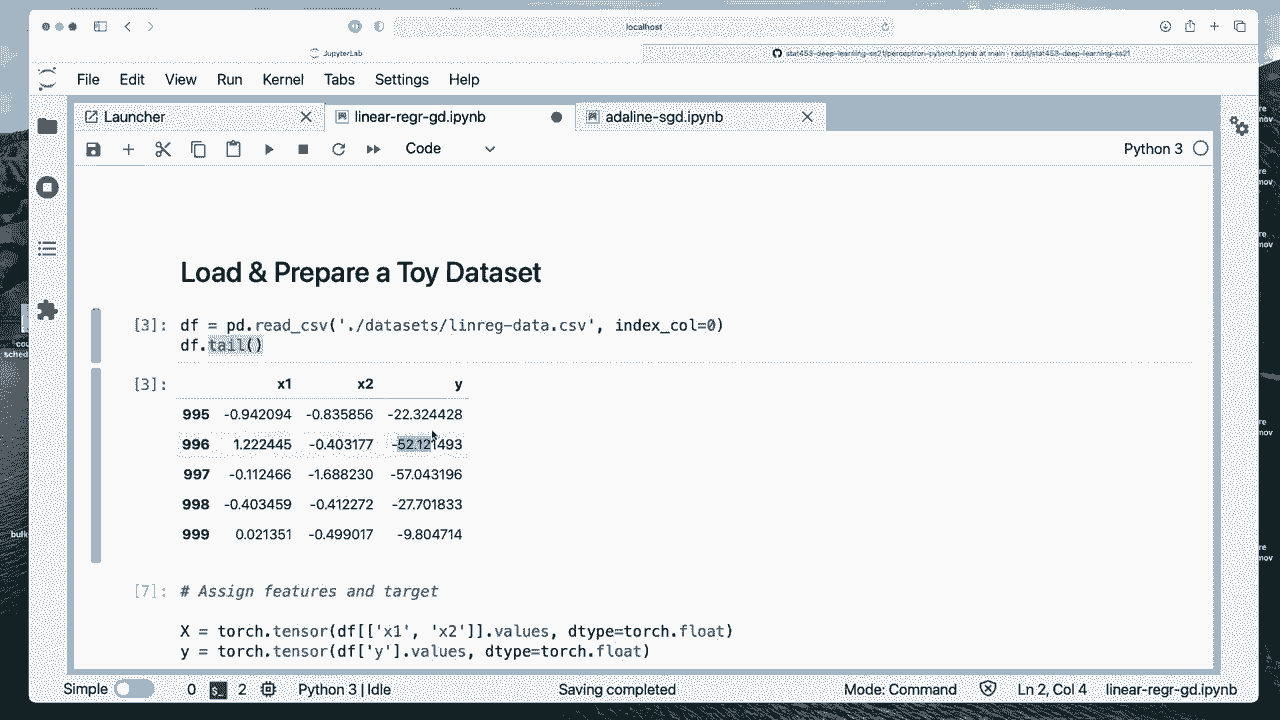 localhost
JupyterLab
stat453-deep-learning-ss21/perceptron-pytorch.ipynb at main · rasbt/stat453-deep-learning-ss21
File Edit View Run Kernel Tabs Settings Help
Launcher linear-regr-gd.ipynb adaline-sgd.ipynb
Code Python 3
Load & Prepare a Toy Dataset
[3]: df = pd.read_csv('./datasets/linreg-data.csv', index_col=0)
df.tail()
[3]: x1 x2 y
995 -0.942094 -0.835856 -22.324428
996 1.222445 -0.403177 -52.121493
997 -0.112466 -1.688230 -57.043196
998 -0.403459 -0.412272 -27.701833
999 0.021351 -0.499017 -9.804714
[7]: # Assign features and target
X = torch.tensor(df[['x1', 'x2']].values, dtype=torch.float)
y = torch.tensor(df['y'].values, dtype=torch.float)
Simple 0 2 Python 3 | Idle Saving completed Mode: Command Ln 2, Col 4 linear-regr-gd.ipynb